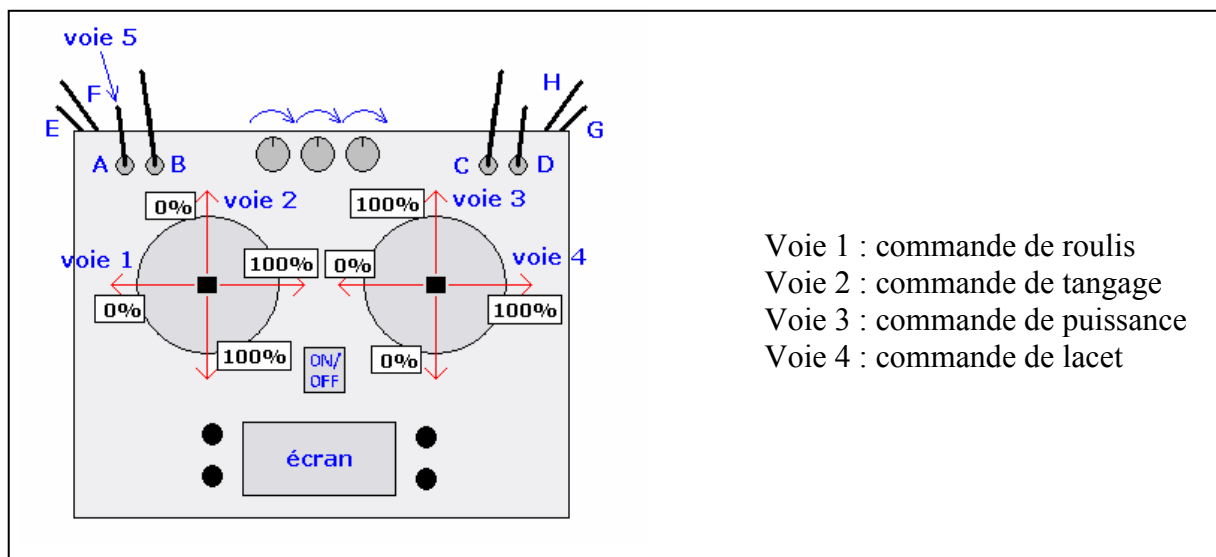 voie 5
F
H
E
G
A
B
C
D
0%
voie 2
100%
voie 3
voie 1
100%
0%
voie 4
0%
100%
100%
0%
ON/
OFF
écran
Voie 1 : commande de roulis
Voie 2 : commande de tangage
Voie 3 : commande de puissance
Voie 4 : commande de lacet